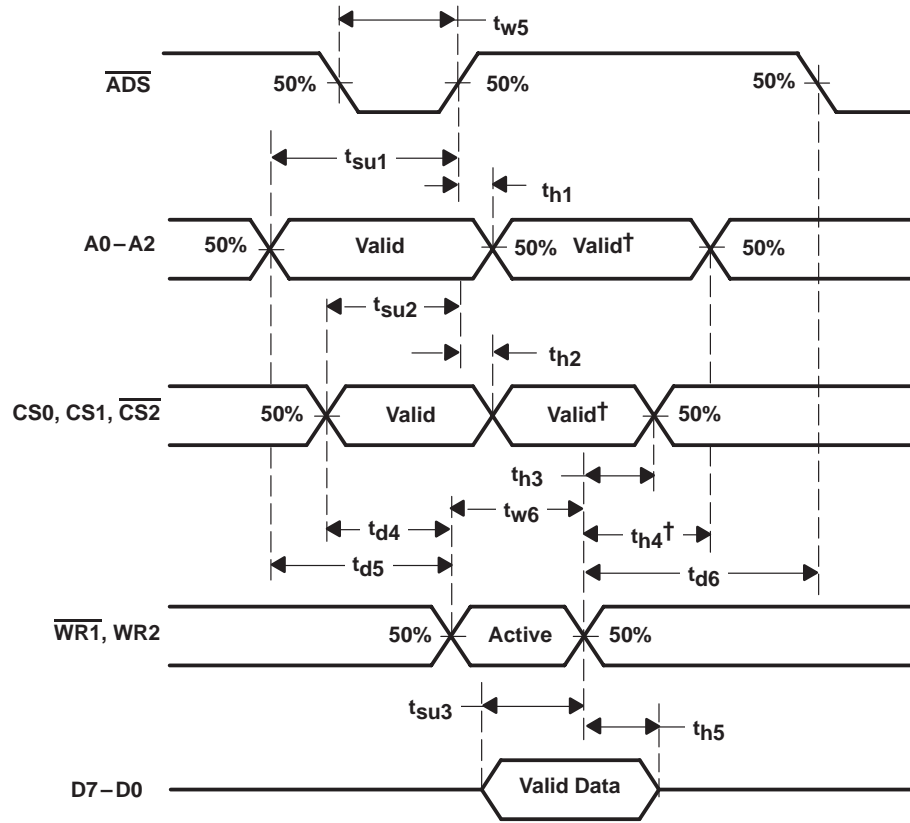 tw5
ADS
50%
50%
50%
tsu1
th1
A0–A2
50%
Valid
50%
Valid†
50%
tsu2
th2
CS0, CS1, CS2
50%
Valid
Valid†
50%
th3
tw6
td4
th4†
td5
td6
WR1, WR2
50%
Active
50%
tsu3
th5
D7–D0
Valid Data